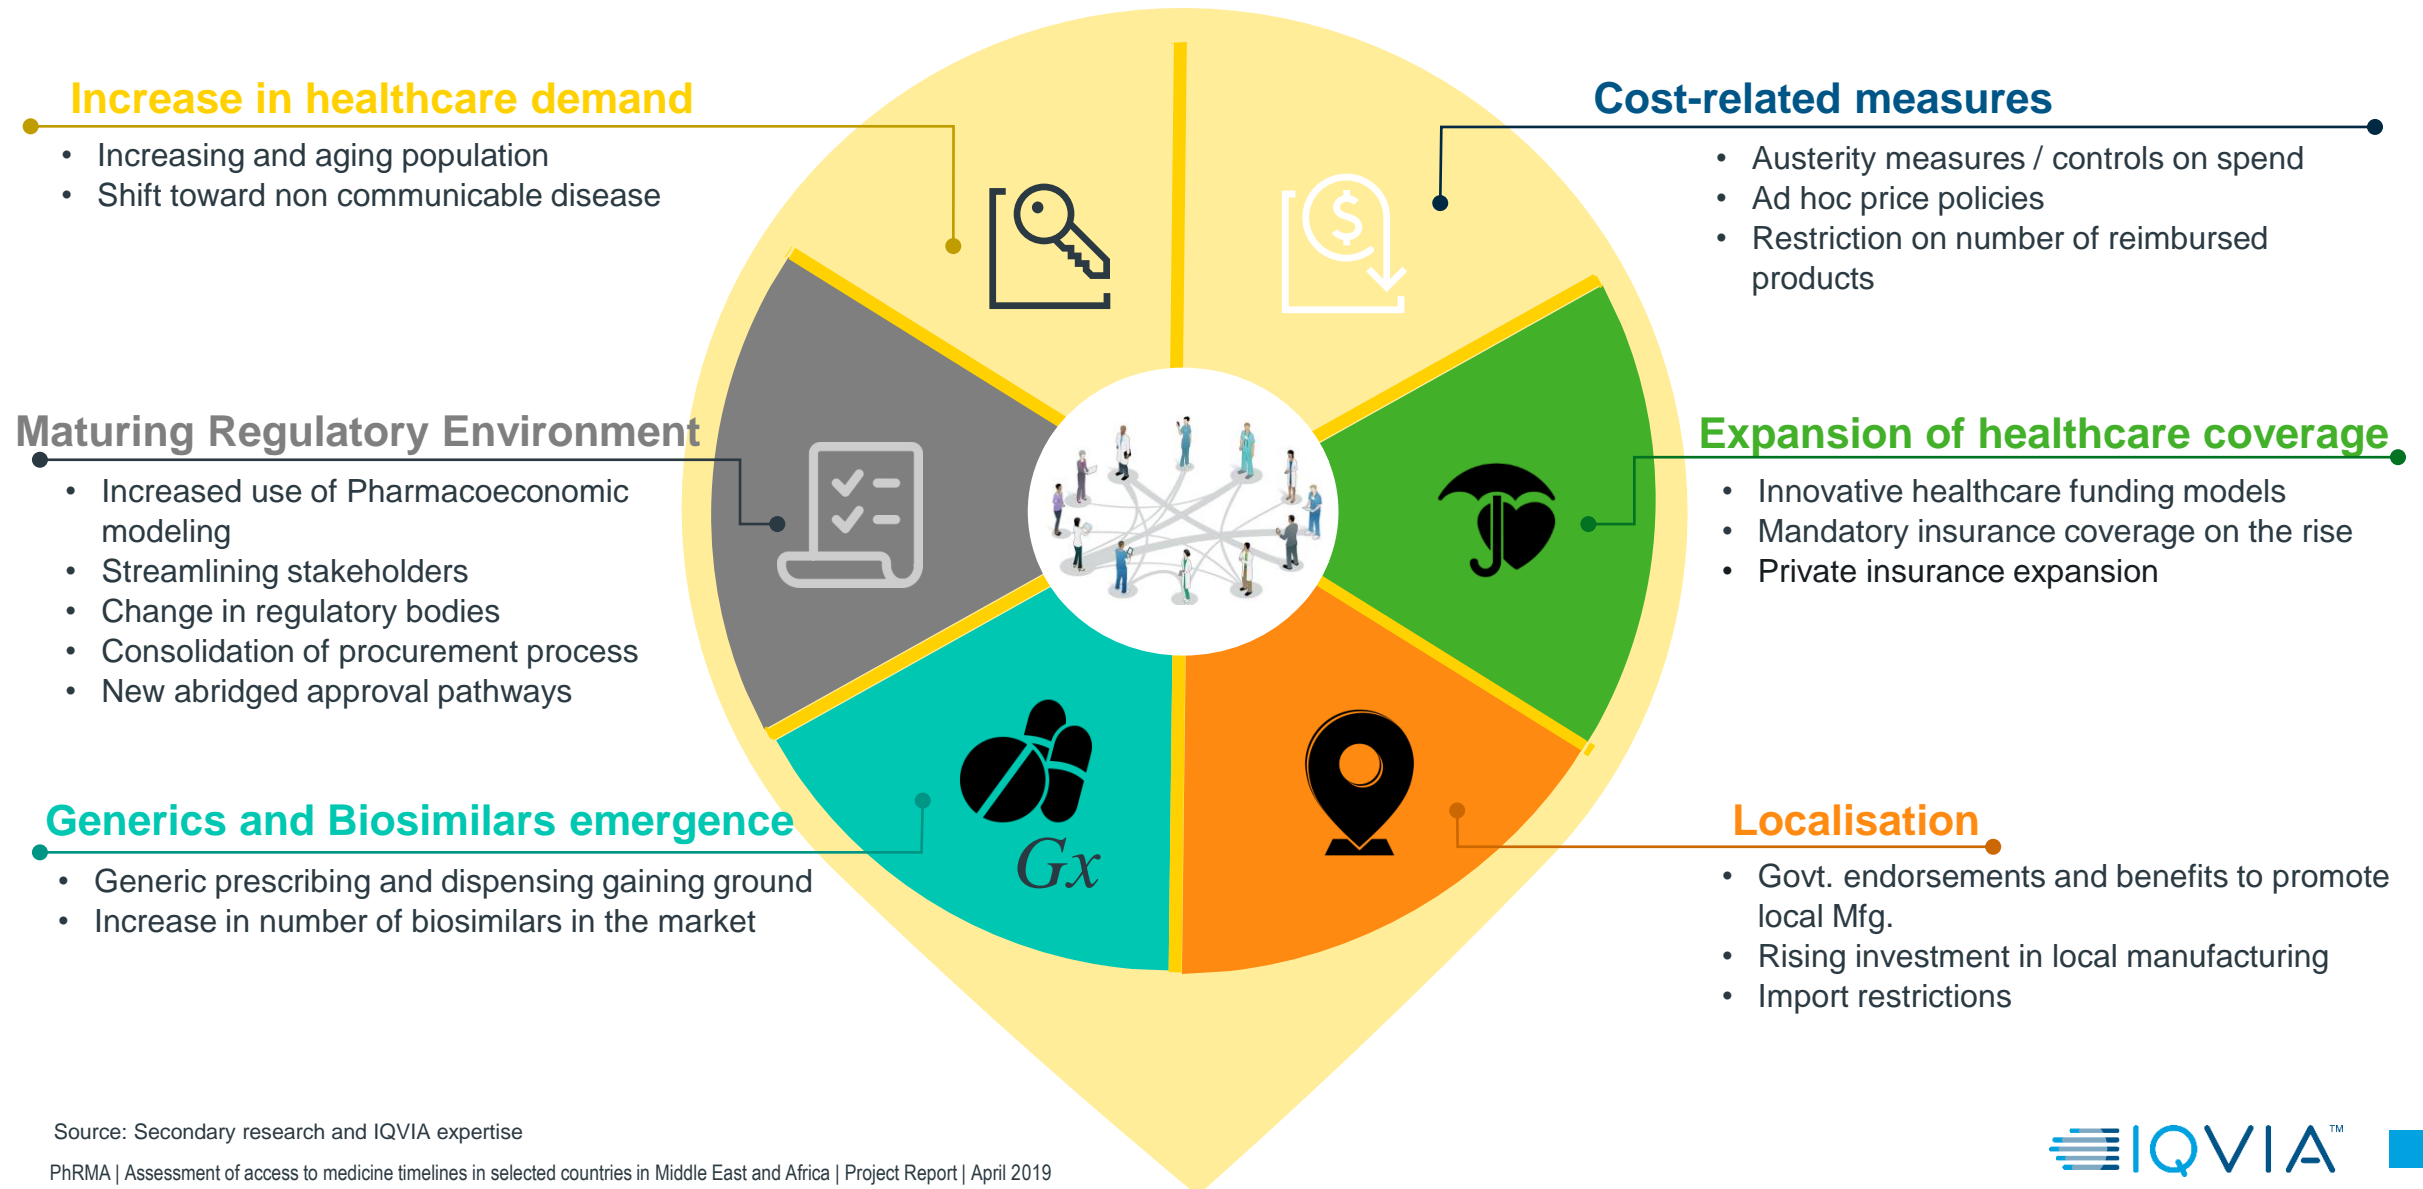 Increase in healthcare demand
• Increasing and aging population
• Shift toward non communicable disease
Cost-related measures
• Austerity measures / controls on spend
• Ad hoc price policies
• Restriction on number of reimbursed
products
$
Maturing Regulatory Environment
• Increased use of Pharmacoeconomic
modeling
• Streamlining stakeholders
• Change in regulatory bodies
• Consolidation of procurement process
• New abridged approval pathways
Expansion of healthcare coverage
• Innovative healthcare funding models
• Mandatory insurance coverage on the rise
• Private insurance expansion
Generics and Biosimilars emergence
• Generic prescribing and dispensing gaining ground
• Increase in number of biosimilars in the market
Gx
Localisation
• Govt. endorsements and benefits to promote
local Mfg.
• Rising investment in local manufacturing
• Import restrictions
Source: Secondary research and IQVIA expertise
PhRMA | Assessment of access to medicine timelines in selected countries in Middle East and Africa | Project Report | April 2019
IQVIA™